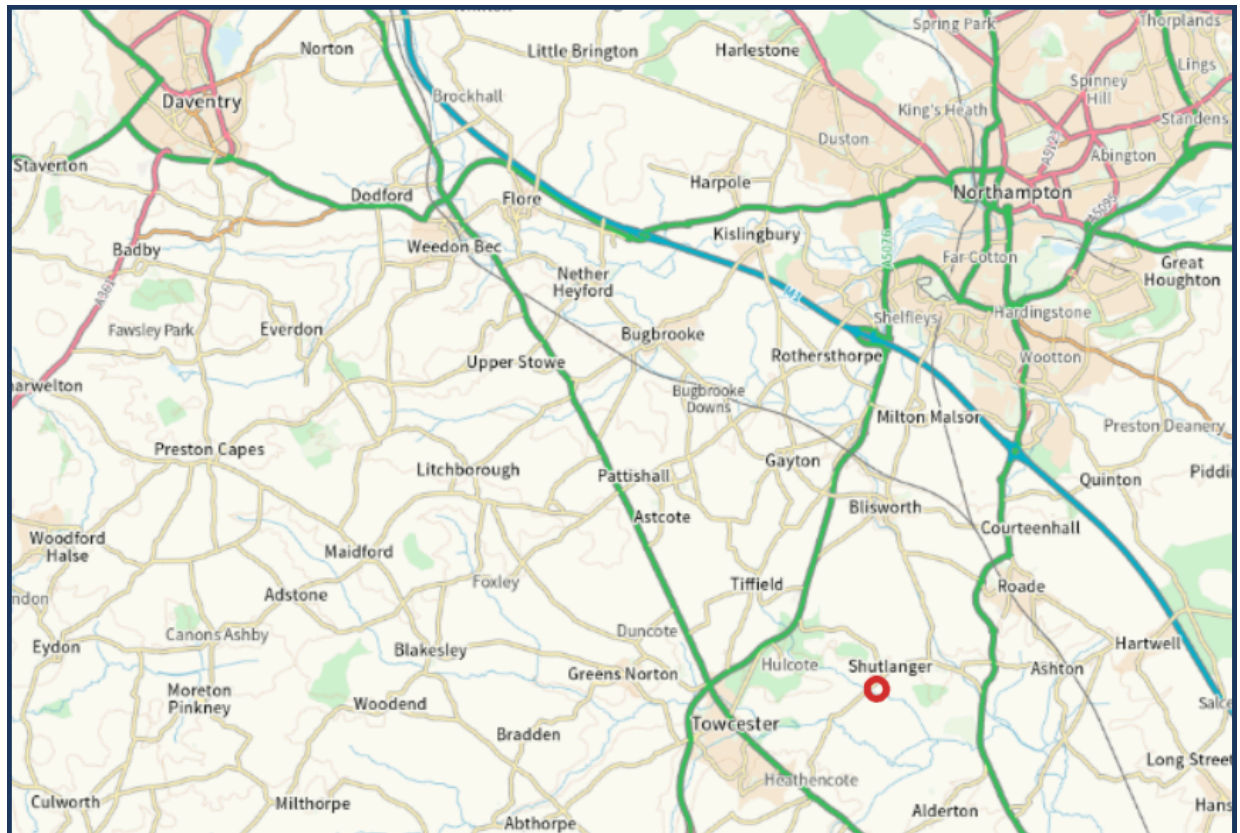 Spring Park
Thorplands
Norton
Little Brington
Harlestone
Lings
Spinney
Hill
Daventry
Brockhall
King's Heath
Standens
Duston
A5123
Abington
Staverton
Harpole
Dodford
Flore
Northampton
A5095
Kislingbury
Badby
Weedon Bec
A5076
Far Cotton
Great
Houghton
Nether
Heyford
A361
M1
Fawsley Park
Everdon
Bugbrooke
Shelfleys
Hardingstone
Upper Stowe
Rothersthorpe
Wootton
arwelton
Bugbrooke
Downs
Milton Malsor
Preston Deanery
Preston Capes
Litchborough
Pattishall
Gayton
Quinton
Piddi
Astcote
Blisworth
Courteenhall
Woodford
Halse
Maidford
Foxley
Tiffield
Roade
ndon
Adstone
Eydon
Canons Ashby
Duncote
Blakesley
Hartwell
Greens Norton
Hulcote
Shutlanger
Ashton
Moreton
Pinkney
Woodend
Salce
Towcester
Bradden
Long Street
Heathencote
Culworth
Milthorpe
Alderton
Hans
Abthorpe